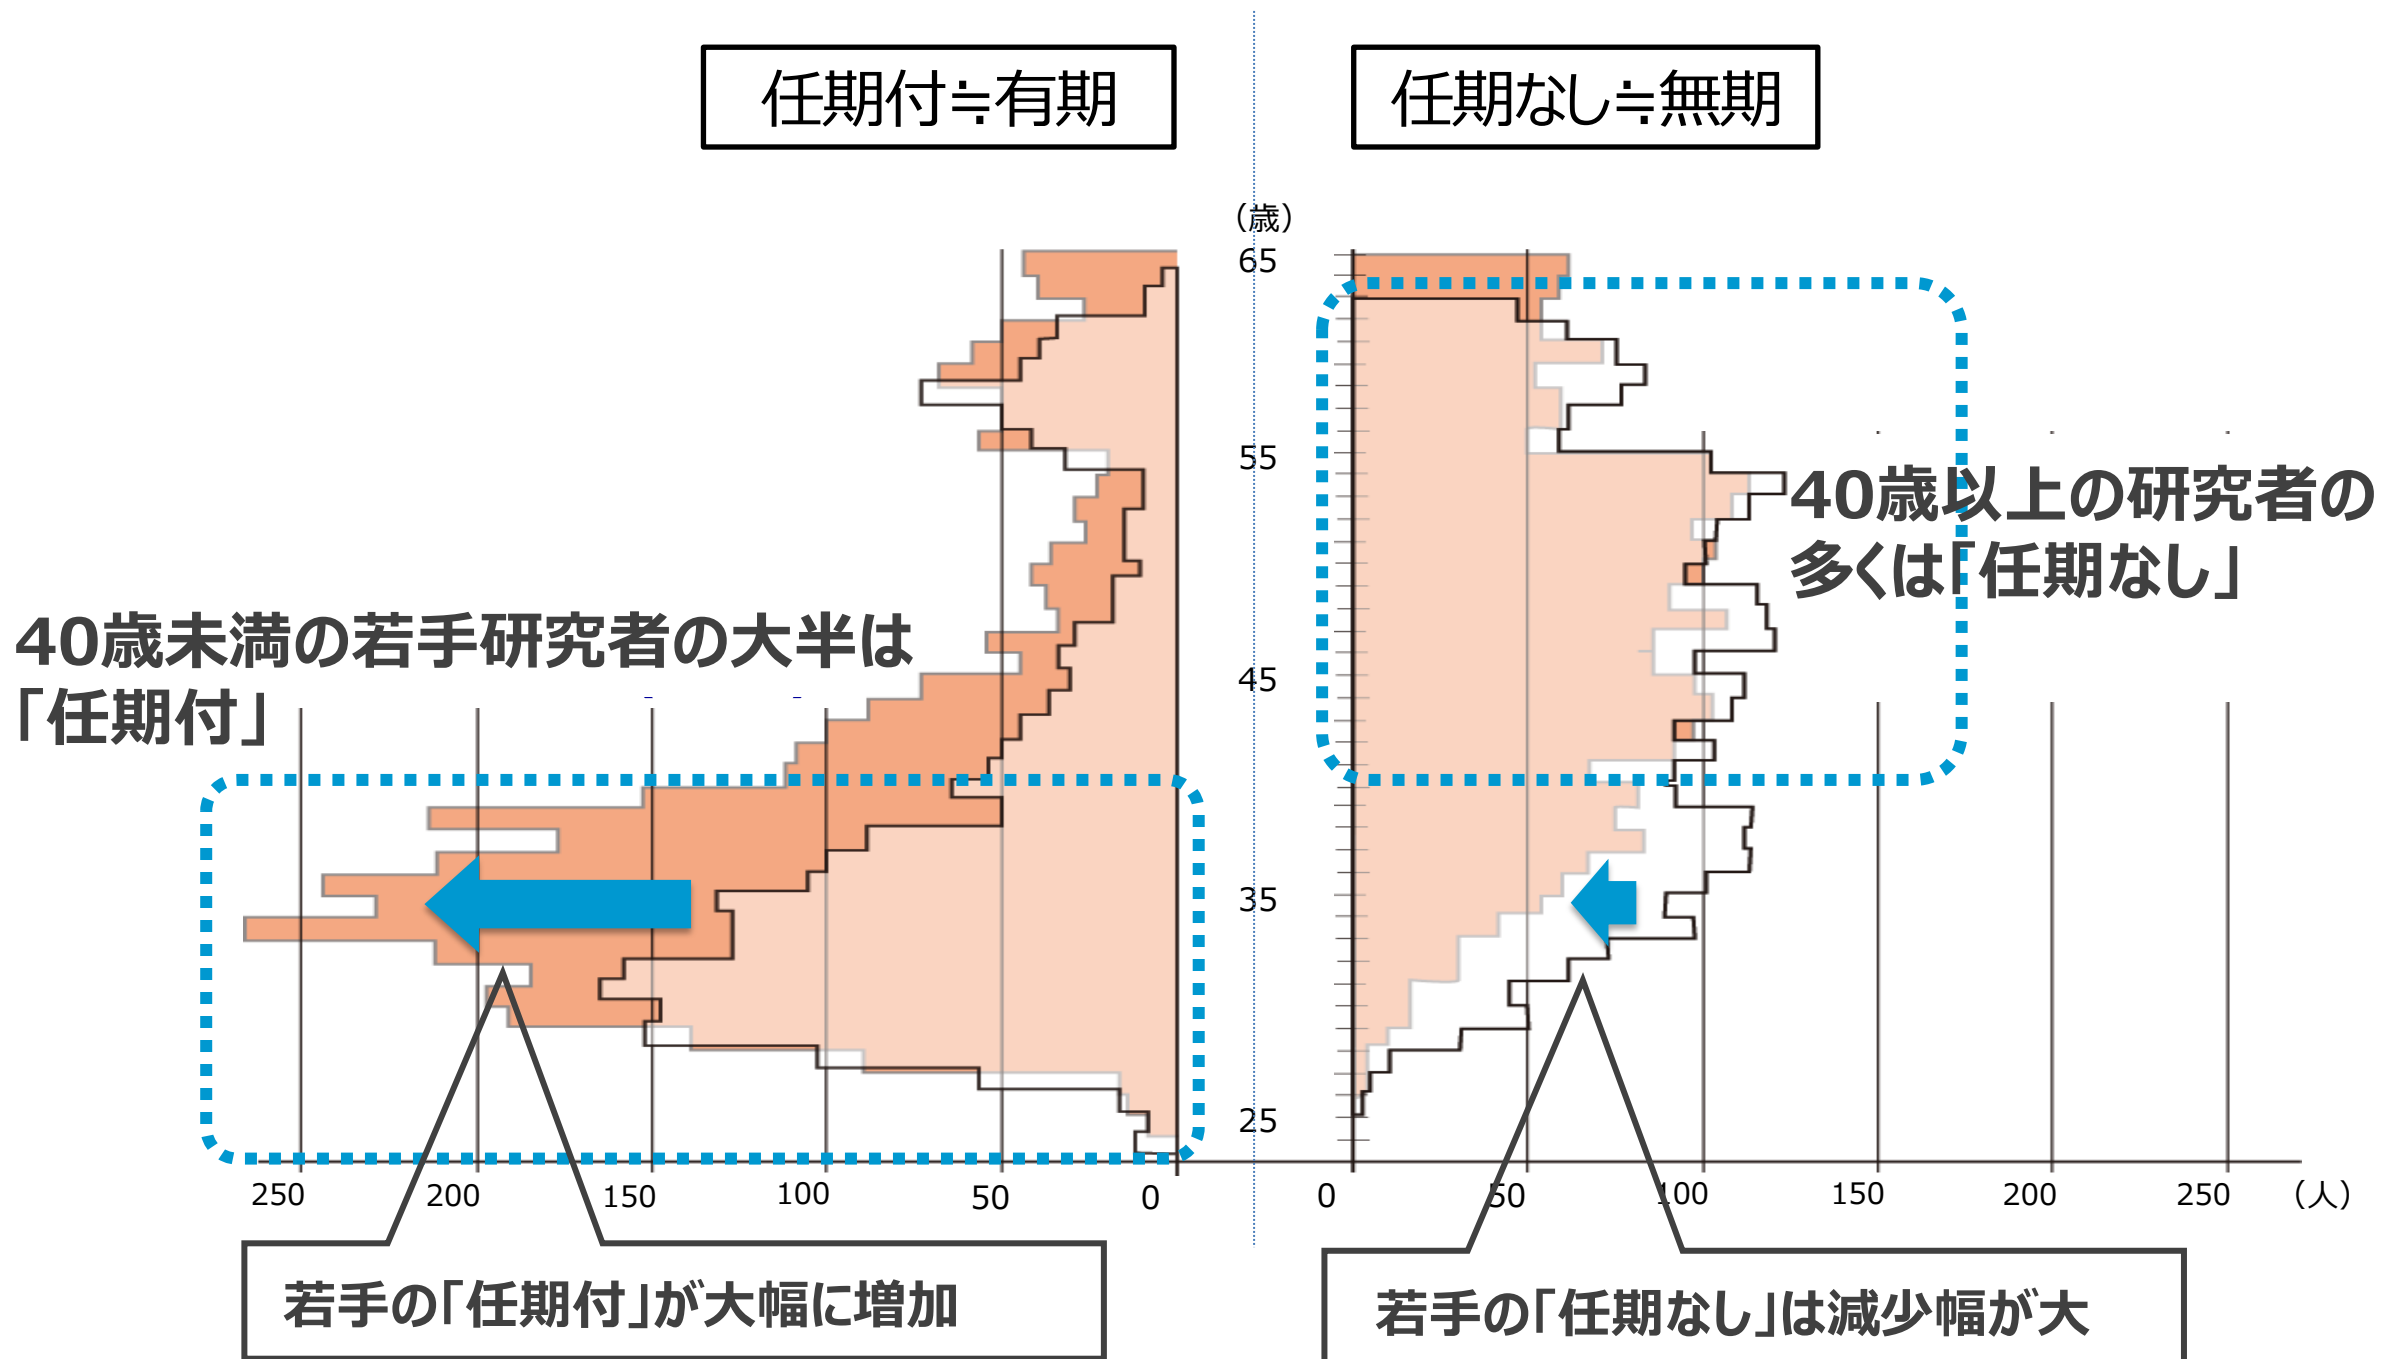 任期付≒有期
任期なし≒無期
（歳）
65
55
45
35
25
40歳以上の研究者の
多くは「任期なし」
40歳未満の若手研究者の大半は
「任期付」
250 200 150 100 50 0 0 50 100 150 200 250 （人）
若手の「任期付」が大幅に増加
若手の「任期なし」は減少幅が大